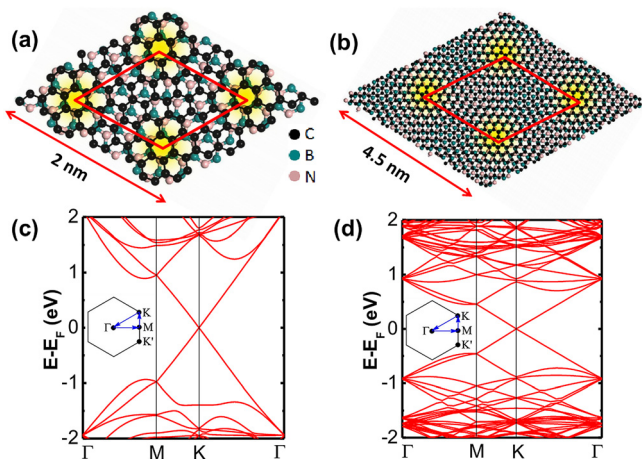 (a)
(b)
2 nm
C
B
N
4.5 nm
(c)
(d)
E-E_F (eV)
2
1
0
-1
-2
Γ
K
M
K'
Γ
M
K
Γ
E-E_F (eV)
2
1
0
-1
-2
Γ
K
M
K'
Γ
M
K
Γ